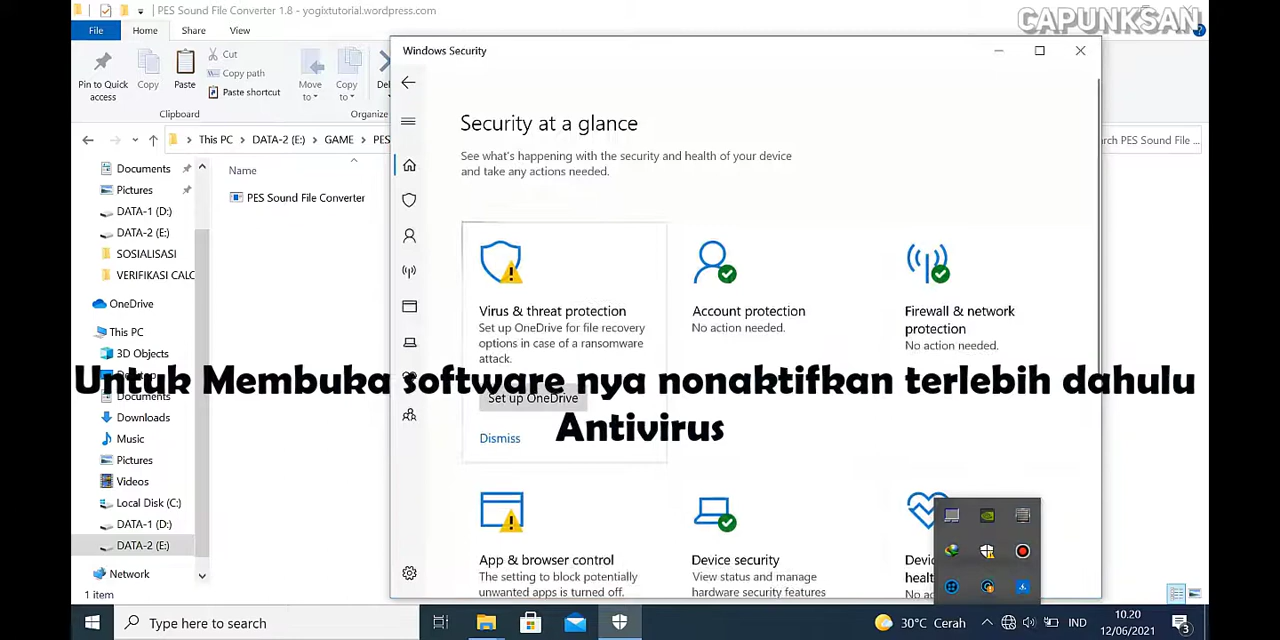 PES Sound File Converter 1.8 - yogixtutorial.wordpress.com
CAPUNKSAN
File
Home
Share
View
Windows Security
Pin to Quick access
Copy
Paste
Cut
Copy path
Paste shortcut
Move to
Copy to
Clipboard
Organize
This PC
DATA-2 (E:)
GAME
PES
Documents
Pictures
DATA-1 (D:)
DATA-2 (E:)
SOSIALISASI
VERIFIKASI CALC
OneDrive
This PC
3D Objects
Documents
Downloads
Music
Pictures
Videos
Local Disk (C:)
DATA-1 (D:)
DATA-2 (E:)
Network
1 item
Name
PES Sound File Converter
Security at a glance
See what's happening with the security and health of your device
and take any actions needed.
Virus & threat protection
Set up OneDrive for file recovery
options in case of a ransomware
attack.
Set up OneDrive
Dismiss
Account protection
No action needed.
Firewall & network
protection
No action needed.
Untuk Membuka software nya nonaktifkan terlebih dahulu
Antivirus
App & browser control
The setting to block potentially
unwanted apps is turned off.
Device security
View status and manage
hardware security features
PES Sound File ...
Type here to search
30°C Cerah
IND
10.20
12/06/2021
3